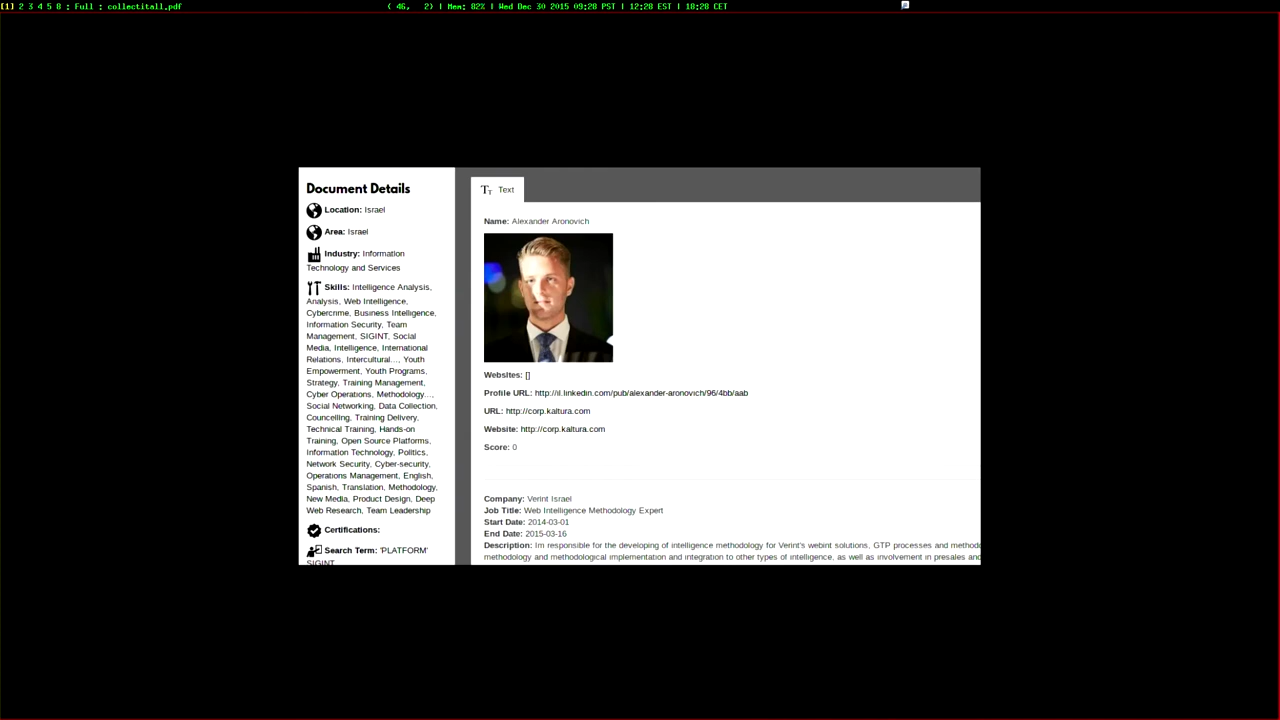 [1] 2 3 4 5 8 : Full : collectitall.pdf ( 46, 2) | Mem: 82% | Wed Dec 30 2015 09:28 PST | 12:28 EST | 18:28 CET
Document Details
Location: Israel
Area: Israel
Industry: Information
Technology and Services
Skills: Intelligence Analysis,
Analysis, Web Intelligence,
Cybercrime, Business Intelligence,
Information Security, Team
Management, SIGINT, Social
Media, Intelligence, International
Relations, Intercultural..., Youth
Empowerment, Youth Programs,
Strategy, Training Management,
Cyber Operations, Methodology...,
Social Networking, Data Collection,
Councelling, Training Delivery,
Technical Training, Hands-on
Training, Open Source Platforms,
Information Technology, Politics,
Network Security, Cyber-security,
Operations Management, English,
Spanish, Translation, Methodology,
New Media, Product Design, Deep
Web Research, Team Leadership
Certifications:
Search Term: 'PLATFORM'
SIGINT
Text
Name: Alexander Aronovich
Websites: []
Profile URL: http://il.linkedin.com/pub/alexander-aronovich/96/4bb/aab
URL: http://corp.kaltura.com
Website: http://corp.kaltura.com
Score: 0
Company: Verint Israel
Job Title: Web Intelligence Methodology Expert
Start Date: 2014-03-01
End Date: 2015-03-16
Description: Im responsible for the developing of intelligence methodology for Verint's webint solutions, GTP processes and methodo
methodology and methodological implementation and integration to other types of intelligence, as well as involvement in presales and